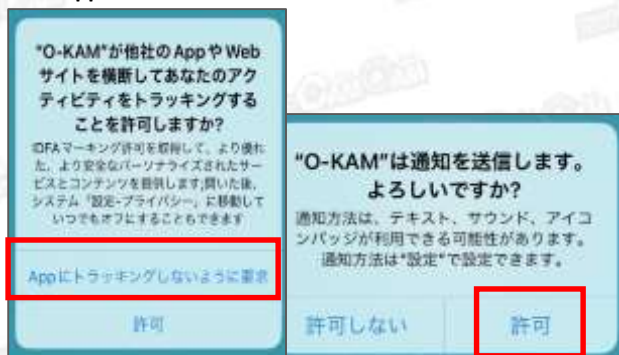 "O-KAM"が他社の App や Web
サイトを横断してあなたのアク
ティビティをトラッキングする
ことを許可しますか?
IDFAマーキング許可を取得して、より優れ
た、より安全なパーソナライズされたサー
ビスとコンテンツを提供します;開いた後、
システム「設定-プライバシー」に移動して
いつでもオフにすることもできます
Appにトラッキングしないように要求
許可
"O-KAM"は通知を送信します。
よろしいですか?
通知方法は、テキスト、サウンド、アイコ
ンバッジが利用できる可能性があります。
通知方法は"設定"で設定できます。
許可しない
許可